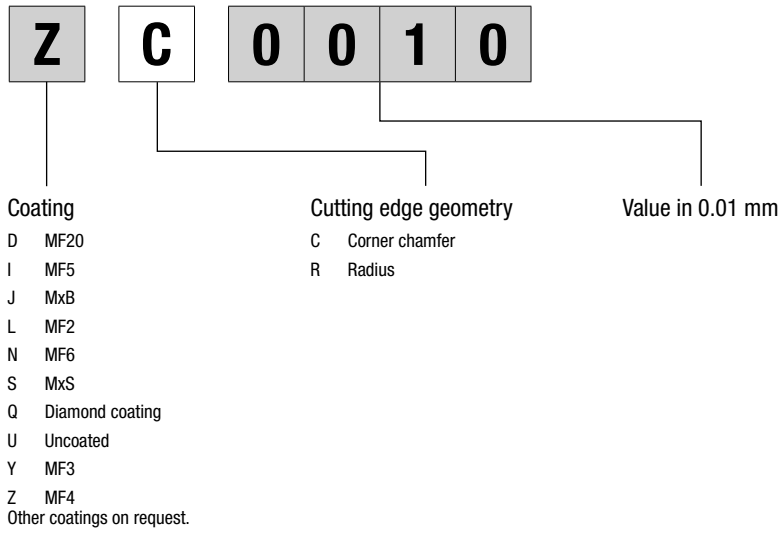 Z C 0 0 1 0
Coating
D MF20
I MF5
J MxB
L MF2
N MF6
S MxS
Q Diamond coating
U Uncoated
Y MF3
Z MF4
Other coatings on request.
Cutting edge geometry
C Corner chamfer
R Radius
Value in 0.01 mm